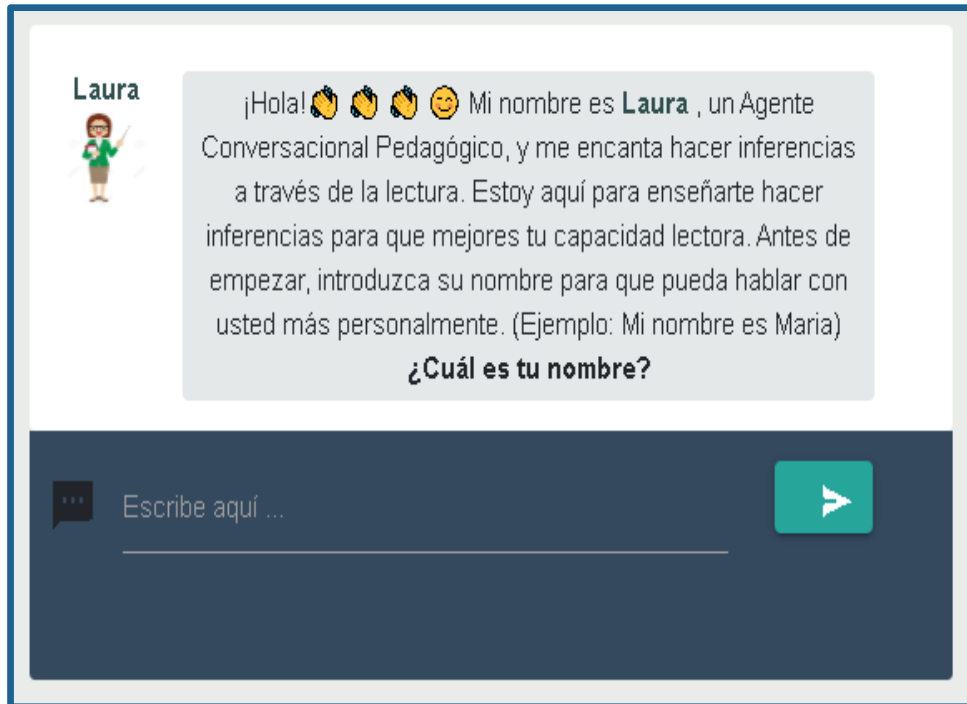 Laura
¡Hola!👏 👏 👏 😊 Mi nombre es Laura , un Agente
Conversacional Pedagógico, y me encanta hacer inferencias
a través de la lectura. Estoy aquí para enseñarte hacer
inferencias para que mejores tu capacidad lectora. Antes de
empezar, introduzca su nombre para que pueda hablar con
usted más personalmente. (Ejemplo: Mi nombre es Maria)
¿Cuál es tu nombre?
Escribe aquí ...